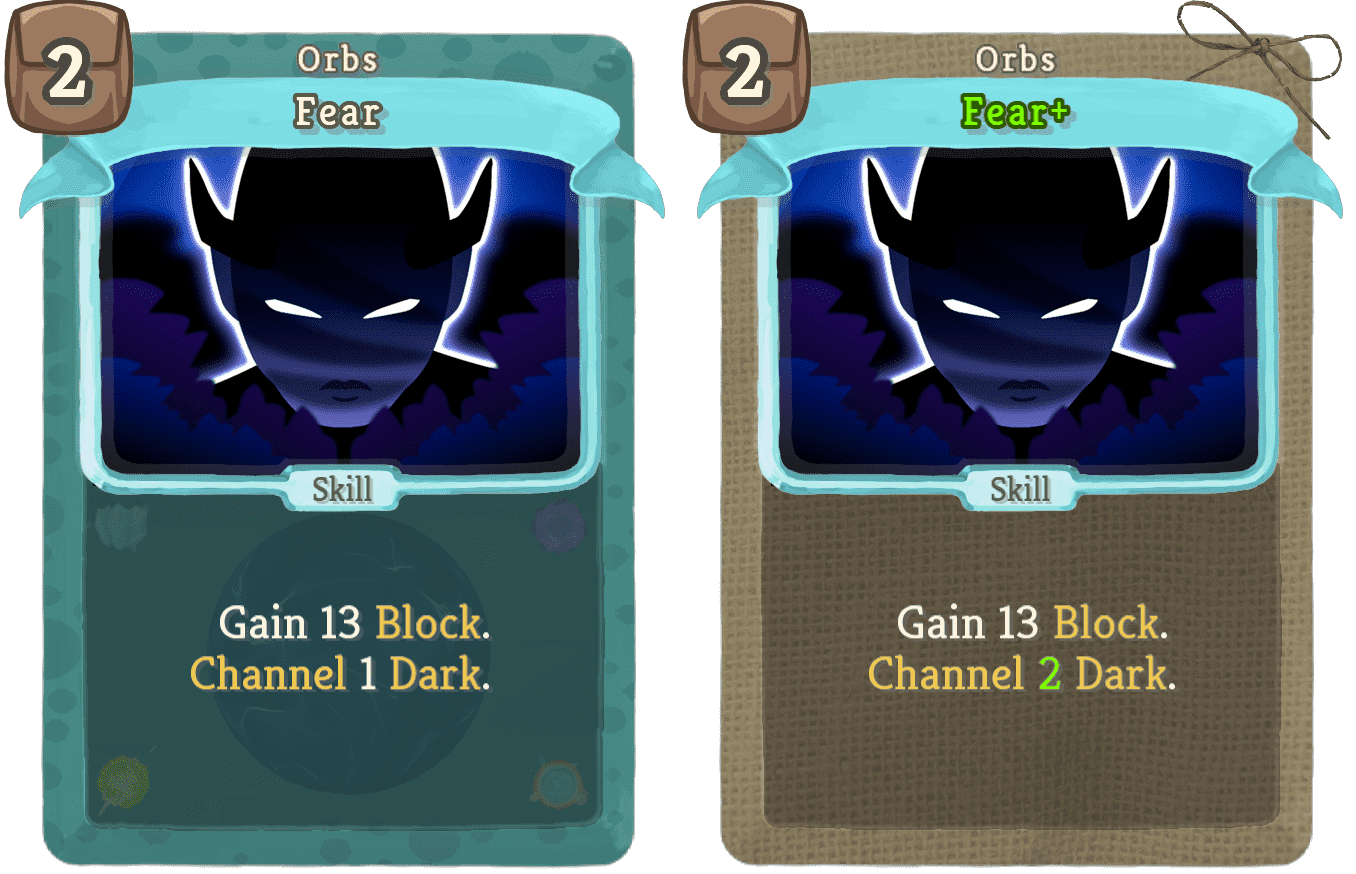 2
Orbs
Fear
Skill
Gain 13 Block.
Channel 1 Dark.
2
Orbs
Fear+
Skill
Gain 13 Block.
Channel 2 Dark.